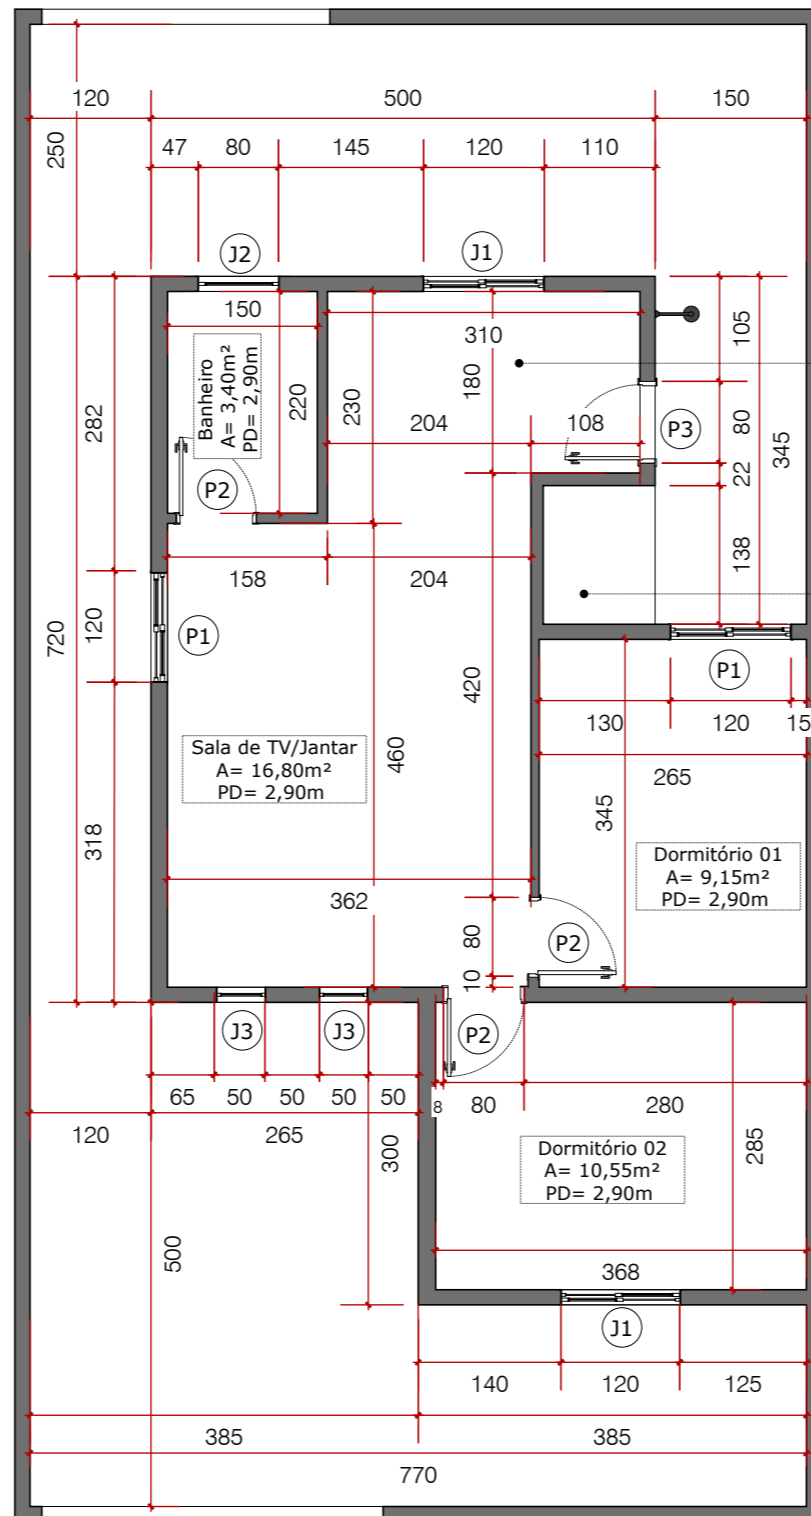 120
500
150
250
47
80
145
120
110
J2
J1
150
310
105
Banheiro
A= 3,40m²
PD= 2,90m
220
230
180
204
108
P3
80
345
282
22
P2
138
158
204
720
120
P1
P1
420
130
120
15
Sala de TV/Jantar
A= 16,80m²
PD= 2,90m
460
265
345
318
Dormitório 01
A= 9,15m²
PD= 2,90m
362
80
P2
10
J3
J3
P2
65
50
50
50
50
8
80
280
120
265
300
285
Dormitório 02
A= 10,55m²
PD= 2,90m
500
368
J1
140
120
125
385
385
770